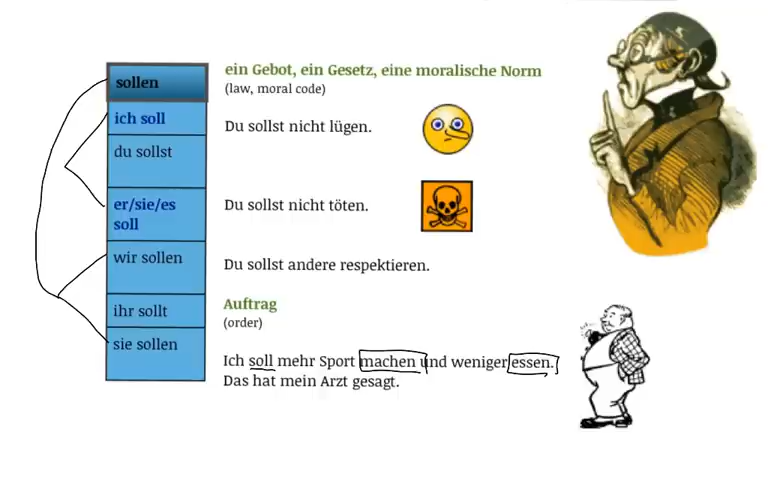 sollen
ich soll
du sollst
er/sie/es
soll
wir sollen
ihr sollt
sie sollen
ein Gebot, ein Gesetz, eine moralische Norm
(law, moral code)
Du sollst nicht lügen.
Du sollst nicht töten.
Du sollst andere respektieren.
Auftrag
(order)
Ich soll mehr Sport machen und weniger essen.
Das hat mein Arzt gesagt.